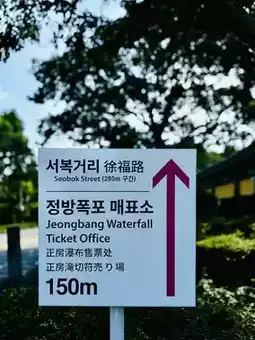 서복거리 徐福路
Seobok Street (280m 구간)
정방폭포 매표소
Jeongbang Waterfall
Ticket Office
正房瀑布售票处
正房滝切符売り場
150m